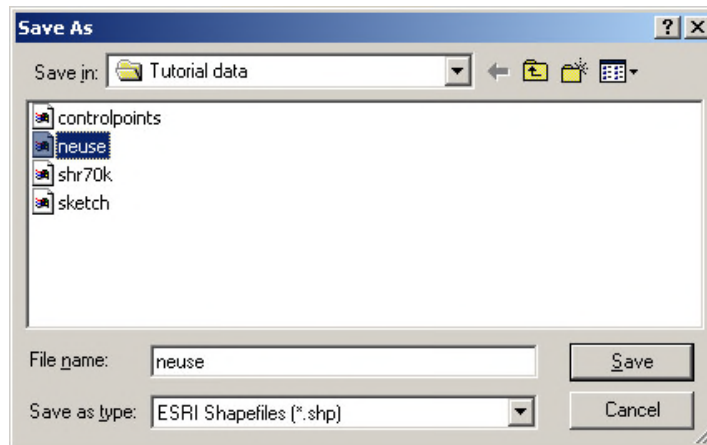 Save As
Save in: Tutorial data
controlpoints
neuse
shr70k
sketch
File name: neuse Save
Save as type: ESRI Shapefiles (*.shp) Cancel